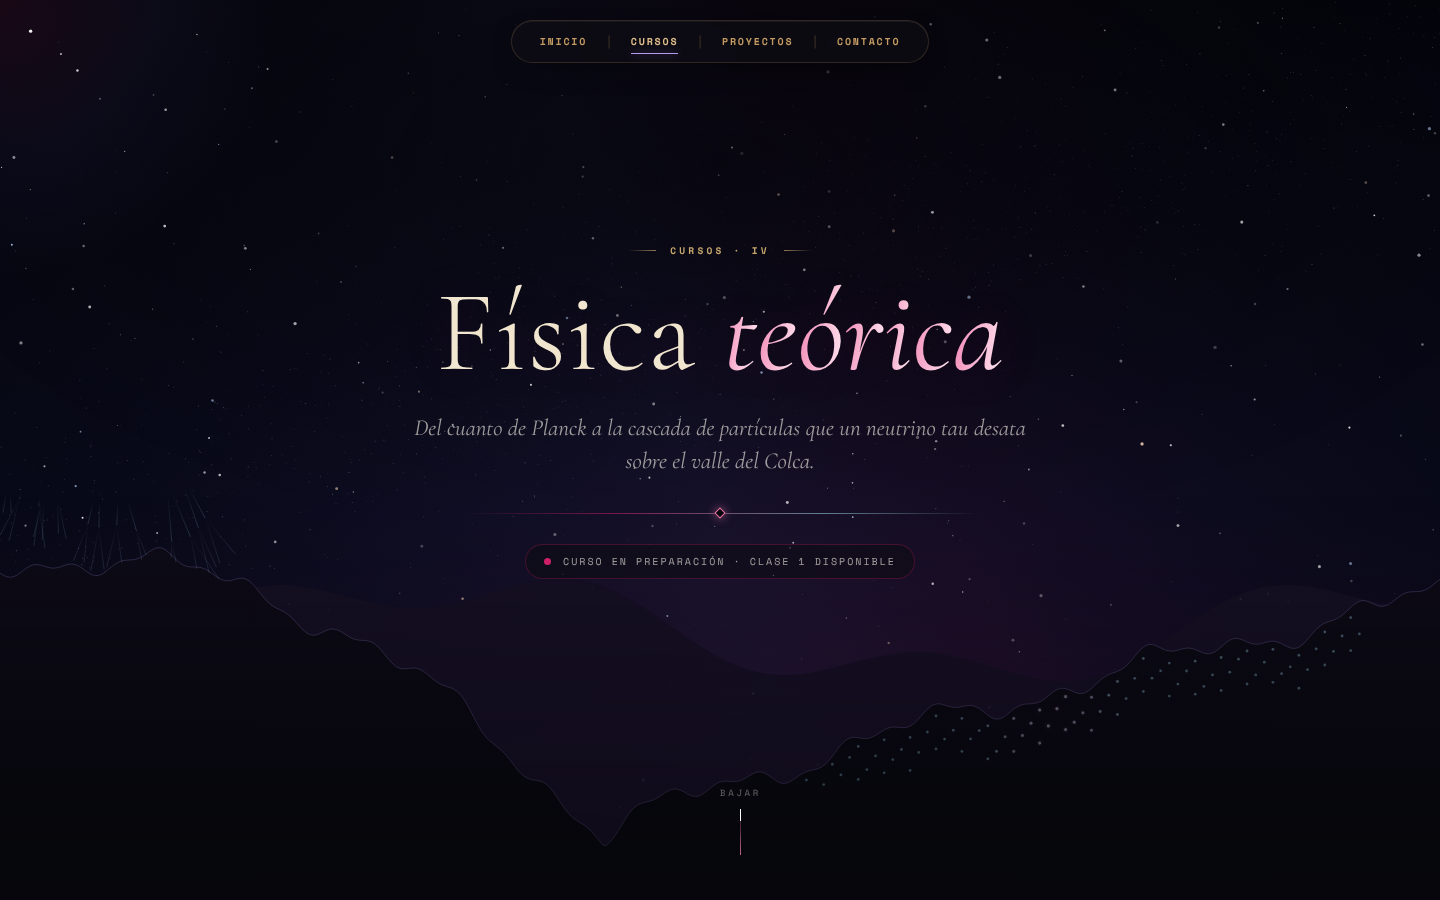 INICIO | CURSOS | PROYECTOS | CONTACTO
CURSOS · IV
Física teórica
Del cuanto de Planck a la cascada de partículas que un neutrino tau desata
sobre el valle del Colca.
CURSO EN PREPARACIÓN · CLASE 1 DISPONIBLE
BAJAR